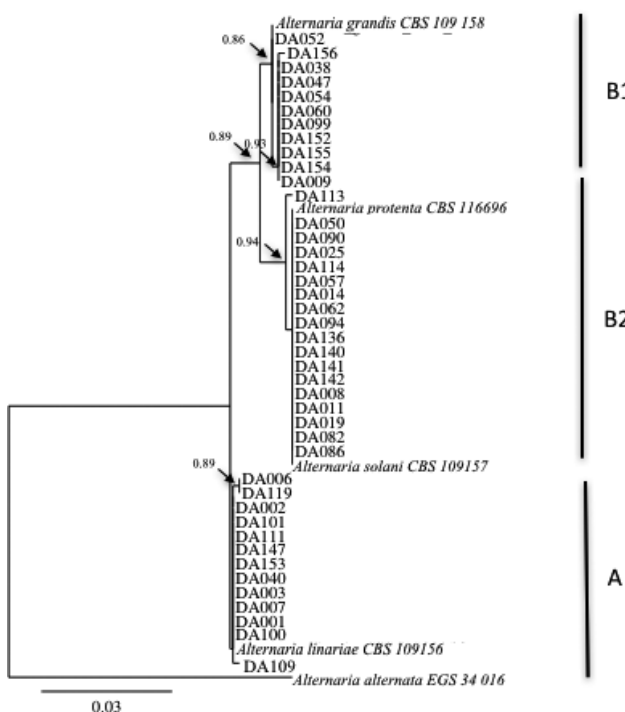 Alternaria grandis CBS 109 158
0.86
DA052
DA156
DA038
DA047
B1
DA054
DA060
DA099
0.89
0.93
DA152
DA155
DA154
DA009
DA113
Alternaria protenta CBS 116696
DA050
0.94
DA090
DA025
DA114
DA057
DA014
DA062
B2
DA094
DA136
DA140
DA141
DA142
DA008
DA011
DA019
DA082
DA086
0.89
Alternaria solani CBS 109157
DA006
DA119
DA002
DA101
DA111
DA147
DA153
DA040
A
DA003
DA007
DA001
DA100
Alternaria linariae CBS 109156
DA109
Alternaria alternata EGS 34 016
0.03